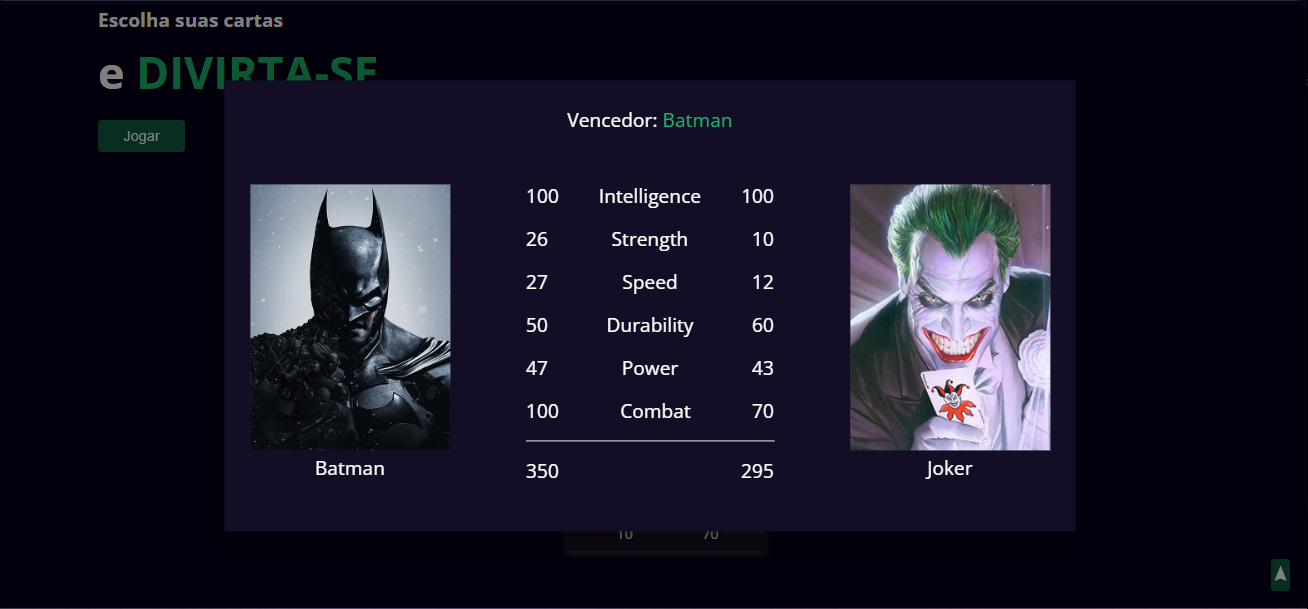 Escolha suas cartas
e DIVIRTA-SE
Jogar
Vencedor: Batman
100 Intelligence 100
26 Strength 10
27 Speed 12
50 Durability 60
47 Power 43
100 Combat 70
350 295
Batman
Joker
10 70